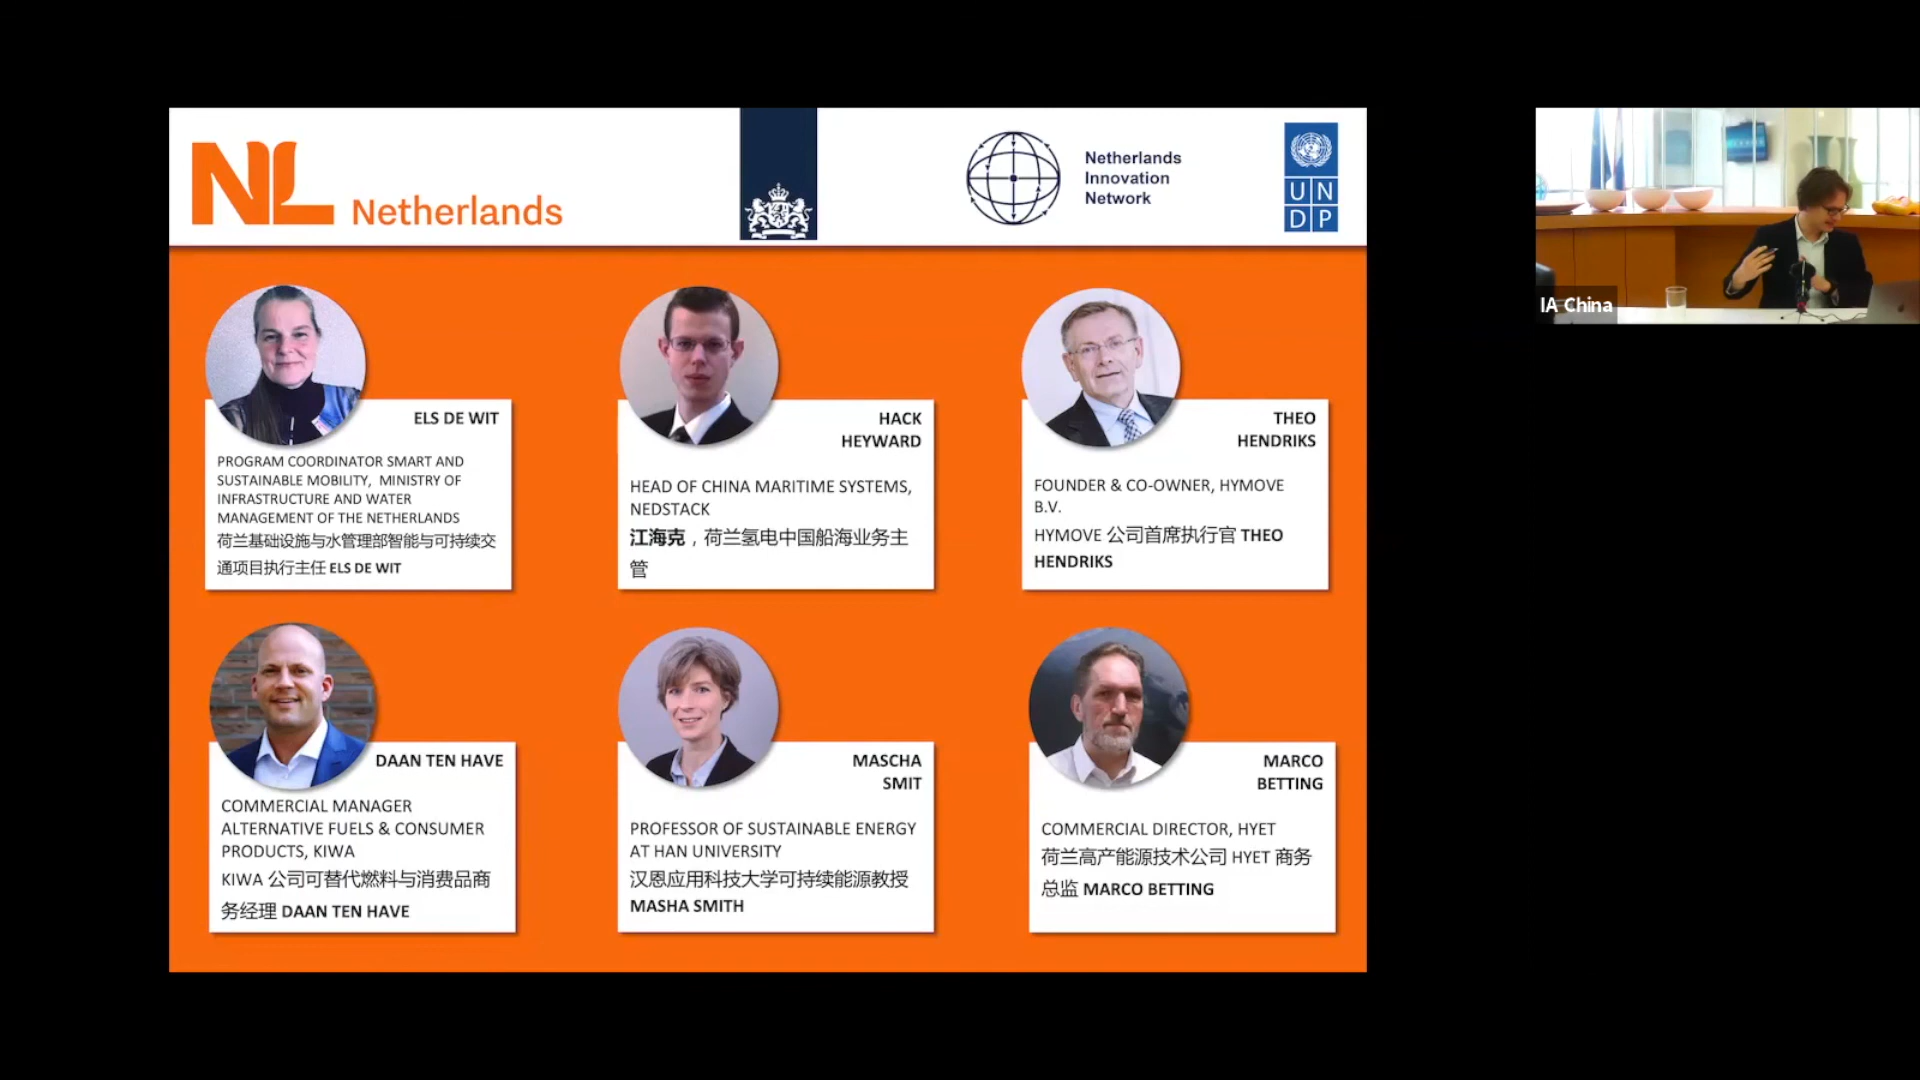 NL Netherlands
Netherlands
Innovation
Network
UN
DP
ELS DE WIT
PROGRAM COORDINATOR SMART AND
SUSTAINABLE MOBILITY, MINISTRY OF
INFRASTRUCTURE AND WATER
MANAGEMENT OF THE NETHERLANDS
荷兰基础设施与水管理部智能与可持续交
通项目执行主任 ELS DE WIT
HACK
HEYWARD
HEAD OF CHINA MARITIME SYSTEMS,
NEDSTACK
江海克，荷兰氢电中国船海业务主
管
THEO
HENDRIKS
FOUNDER & CO-OWNER, HYMOVE
B.V.
HYMOVE 公司首席执行官 THEO
HENDRIKS
DAAN TEN HAVE
COMMERCIAL MANAGER
ALTERNATIVE FUELS & CONSUMER
PRODUCTS, KIWA
KIWA 公司可替代燃料与消费品商
务经理 DAAN TEN HAVE
MASCHA
SMIT
PROFESSOR OF SUSTAINABLE ENERGY
AT HAN UNIVERSITY
汉恩应用科技大学可持续能源教授
MASHA SMITH
MARCO
BETTING
COMMERCIAL DIRECTOR, HYET
荷兰高产能源技术公司 HYET 商务
总监 MARCO BETTING
IA China